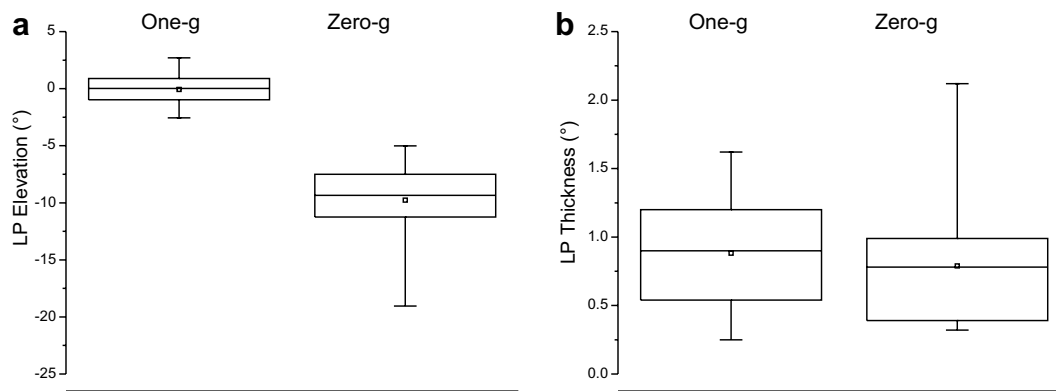 a
One-g Zero-g
5
0
-5
-10
-15
-20
-25
LP Elevation (°)
b
One-g Zero-g
2.5
2.0
1.5
1.0
0.5
0.0
LP Thickness (°)